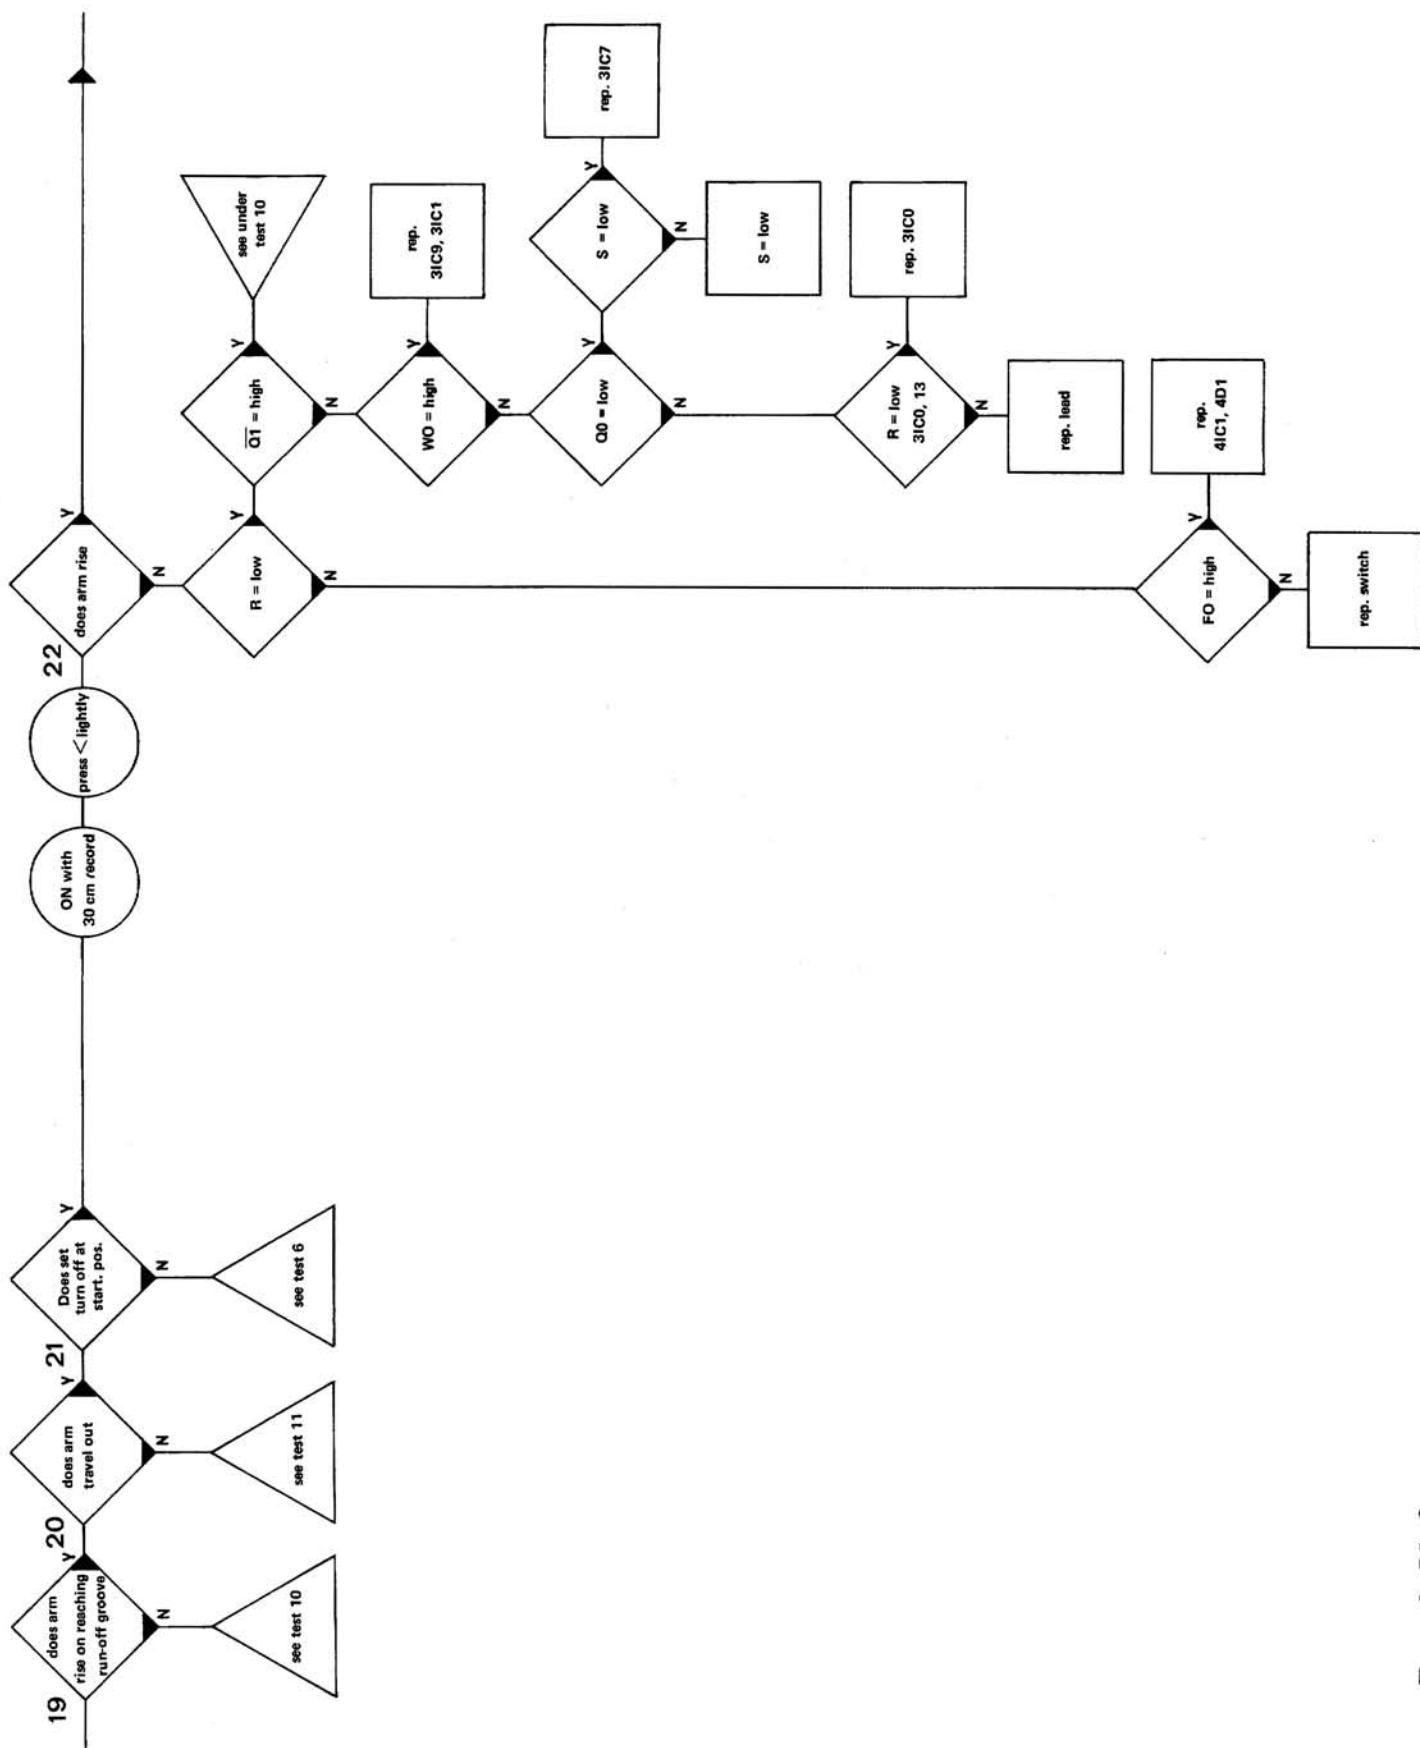 19
does arm
rise on reaching
run-off groove
Y
N
see test 10
20
does arm
travel out
Y
N
see test 11
21
Does set
turn off at
start. pos.
Y
N
see test 6
ON with
30 cm record
press < lightly
22
does arm rise
Y
N
R = low
Y
N
Q̅1̅ = high
Y
N
see under
test 10
WO = high
Y
N
rep.
3IC9, 3IC1
Q0 = low
Y
N
S = low
Y
N
rep. 3IC7
S = low
R = low
3IC0, 13
Y
N
rep. 3IC0
rep. lead
FO = high
Y
N
rep.
4IC1, 4D1
rep. switch